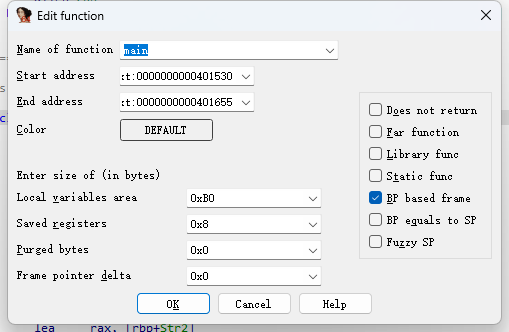 Edit function
Name of function main
Start address :t:0000000000401530
End address :t:0000000000401655
Color DEFAULT
Does not return
Far function
Library func
Static func
BP based frame
BP equals to SP
Fuzzy SP
Enter size of (in bytes)
Local variables area 0xB0
Saved registers 0x8
Purged bytes 0x0
Frame pointer delta 0x0
OK Cancel Help
lea rax, [rbp+Str2]